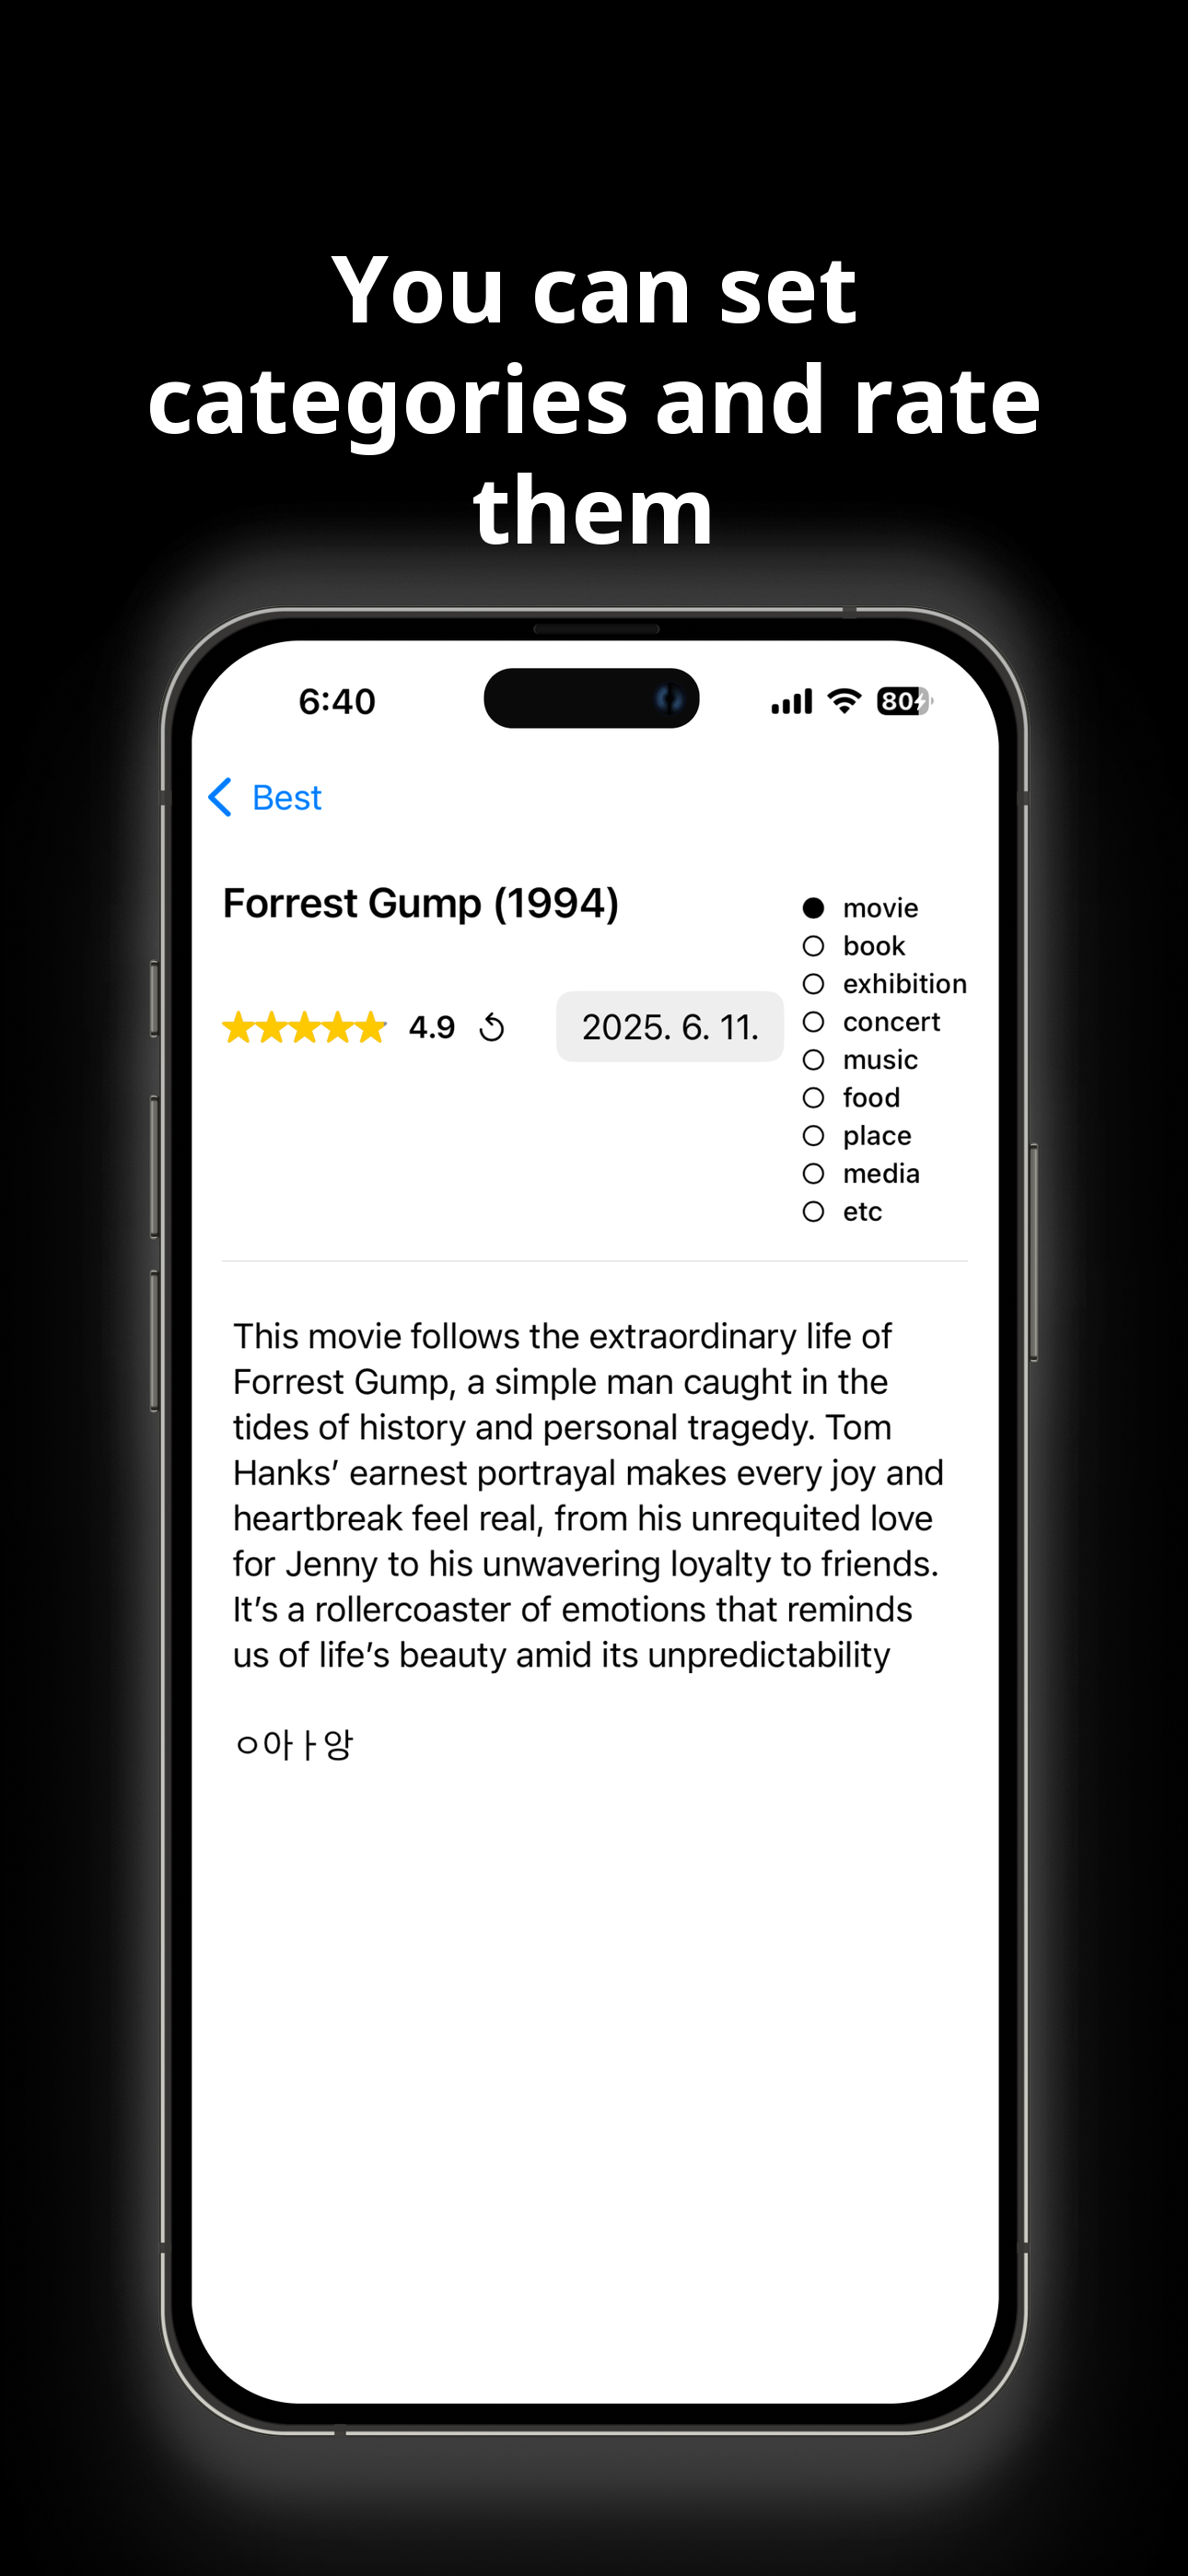 You can set
categories and rate
them
6:40
80
Best
Forrest Gump (1994)
4.9
2025. 6. 11.
movie
book
exhibition
concert
music
food
place
media
etc
This movie follows the extraordinary life of
Forrest Gump, a simple man caught in the
tides of history and personal tragedy. Tom
Hanks’ earnest portrayal makes every joy and
heartbreak feel real, from his unrequited love
for Jenny to his unwavering loyalty to friends.
It’s a rollercoaster of emotions that reminds
us of life’s beauty amid its unpredictability
ㅇ아ㅏ앙